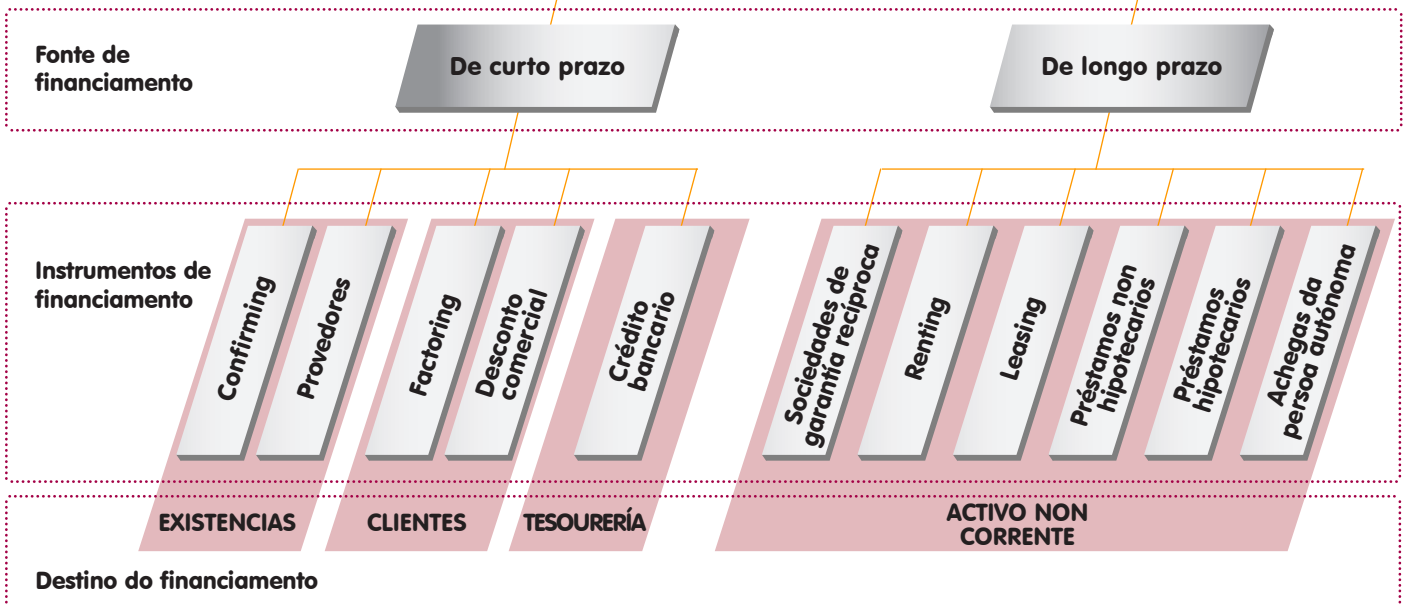 Fonte de
financiamento
De curto prazo
De longo prazo
Instrumentos de
financiamento
Confirming
Provedores
Factoring
Desconto
comercial
Crédito
bancario
Sociedades de
garantía recíproca
Renting
Leasing
Préstamos non
hipotecarios
Préstamos
hipotecarios
Achegas da
persoa autónoma
EXISTENCIAS
CLIENTES
TESOURERÍA
ACTIVO NON
CORRENTE
Destino do financiamento